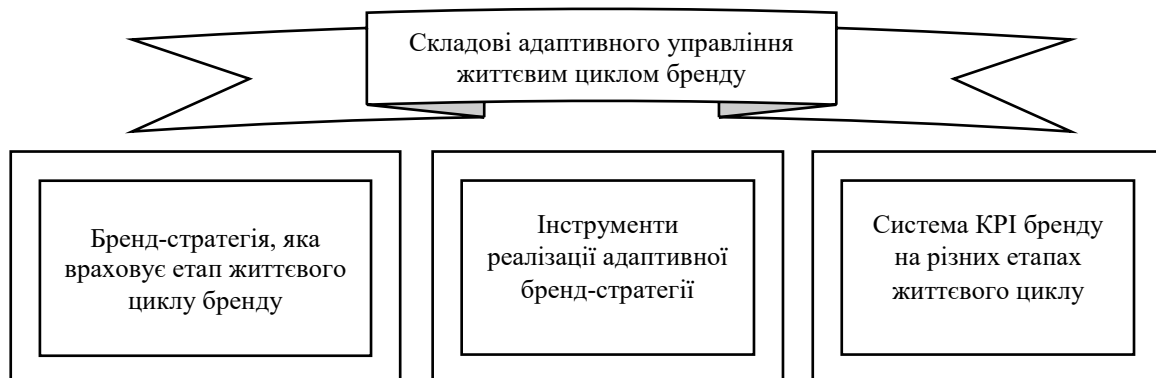 Складові адаптивного управління
життєвим циклом бренду
Бренд-стратегія, яка
враховує етап життєвого
циклу бренду
Інструменти
реалізації адаптивної
бренд-стратегії
Система КРІ бренду
на різних етапах
життєвого циклу